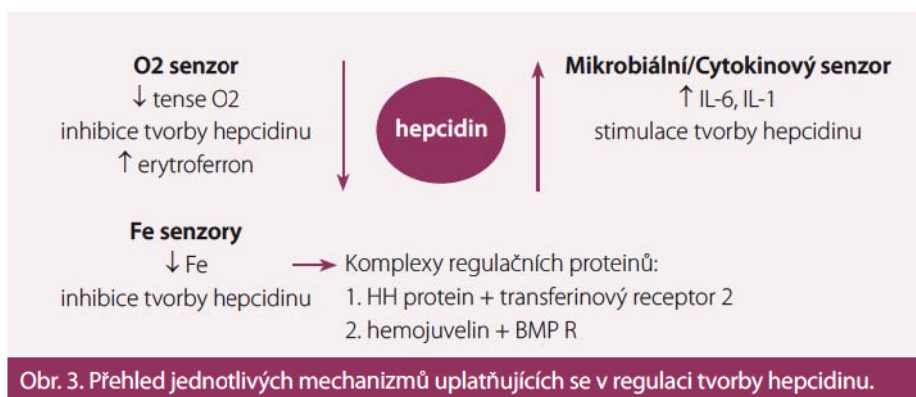 O2 senzor
↓ tense O2
inhibice tvorby hepcidinu
↑ erytroferron
hepcidin
Mikrobiální/Cytokinový senzor
↑ IL-6, IL-1
stimulace tvorby hepcidinu
Fe senzory
↓ Fe
inhibice tvorby hepcidinu
→ Komplexy regulačních proteinů:
1. HH protein + transferinový receptor 2
2. hemojuvelin + BMP R
Obr. 3. Přehled jednotlivých mechanizmů uplatňujících se v regulaci tvorby hepcidinu.